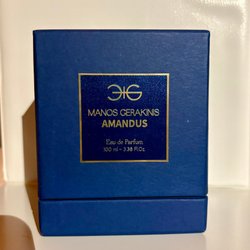 MANOS GERAKINIS
AMANDUS
Eau de Parfum
100 ml - 3.38 Fl.Oz.